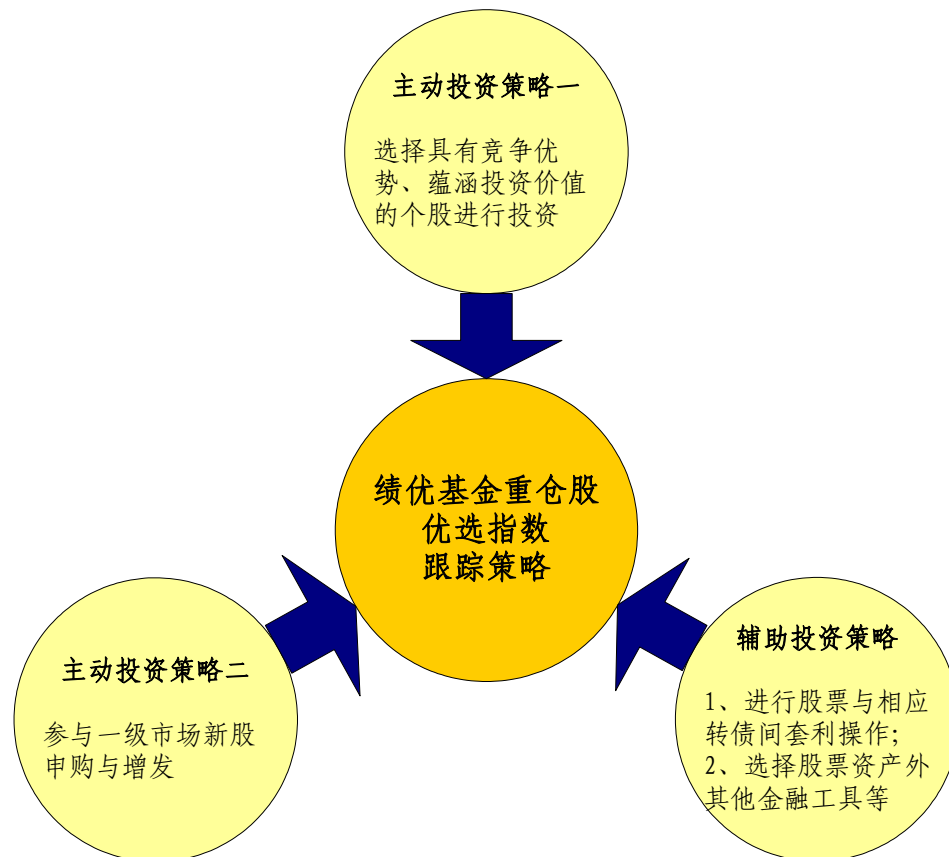 主动投资策略一
选择具有竞争优
势、蕴涵投资价值
的个股进行投资
绩优基金重仓股
优选指数
跟踪策略
主动投资策略二
参与一级市场新股
申购与增发
辅助投资策略
1、进行股票与相应
转债间套利操作;
2、选择股票资产外
其他金融工具等